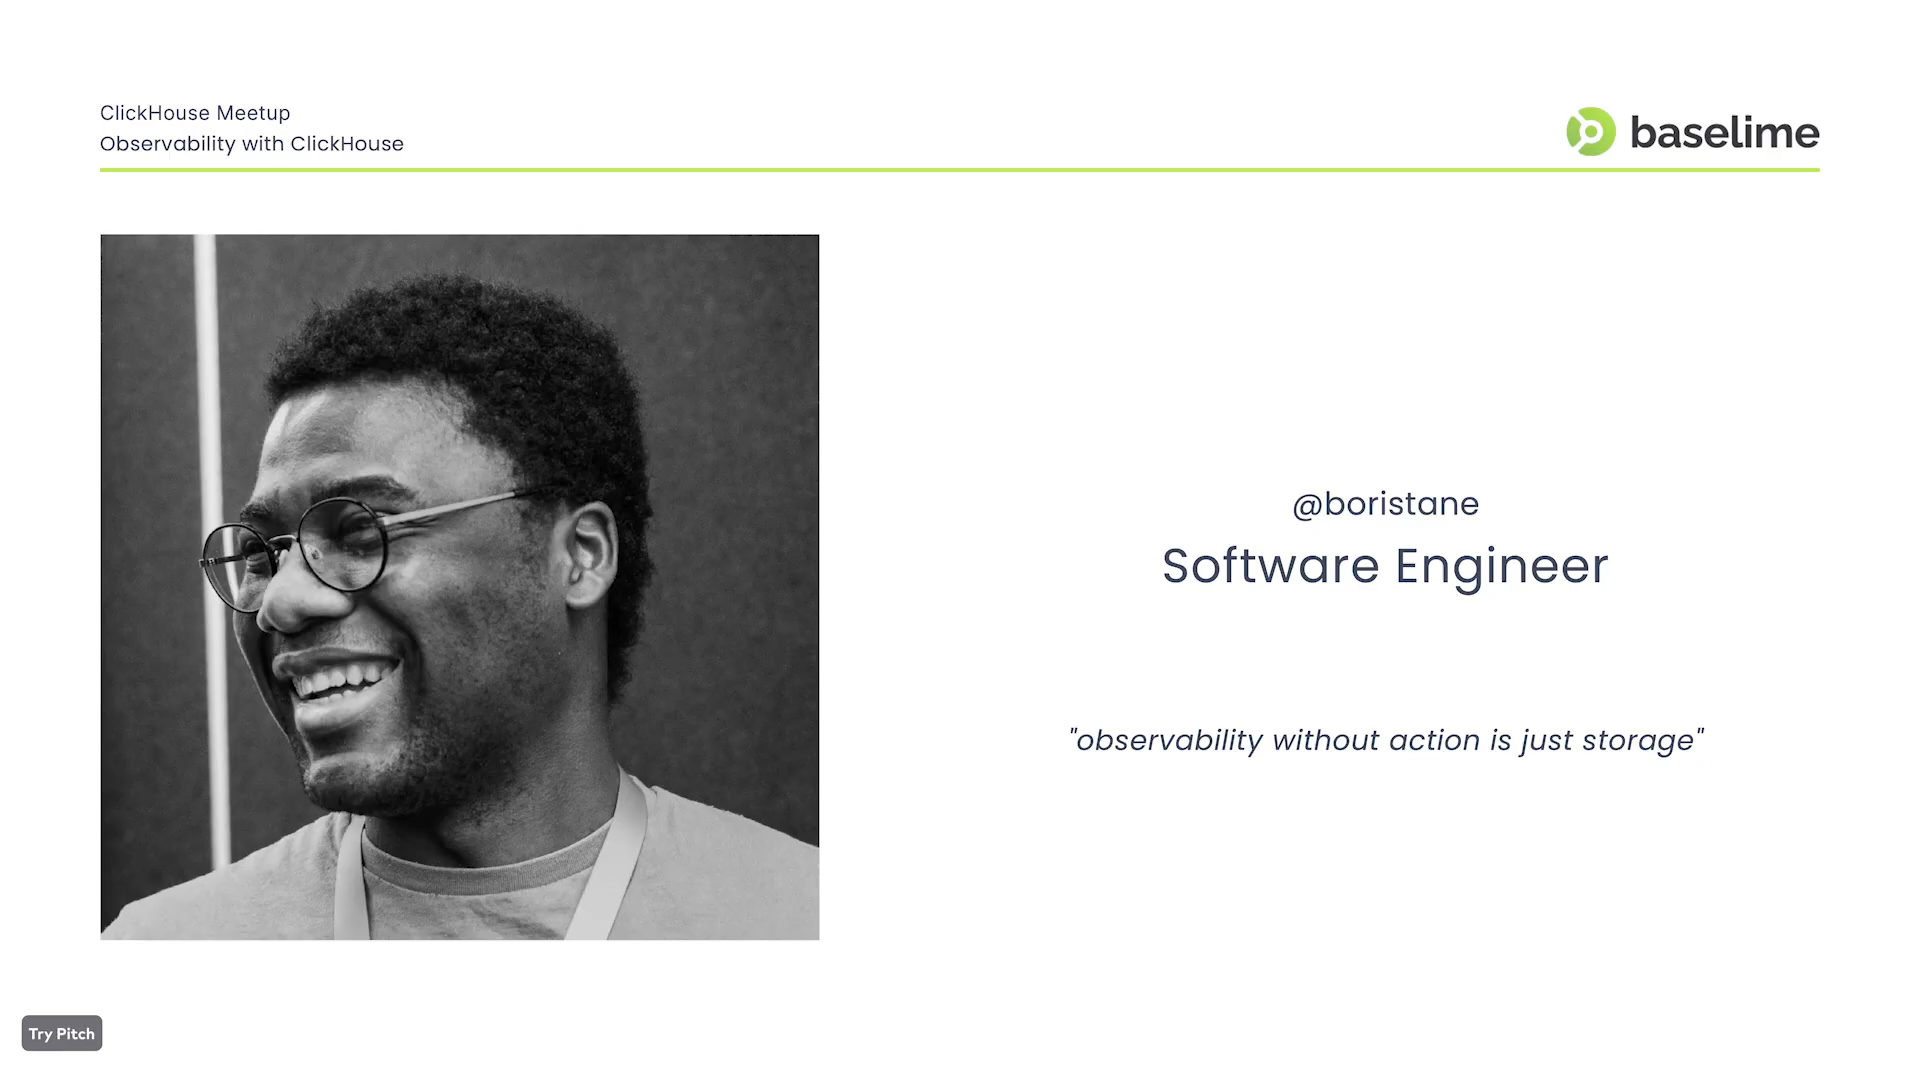 ClickHouse Meetup
Observability with ClickHouse
baselime
@boristane
Software Engineer
"observability without action is just storage"
Try Pitch